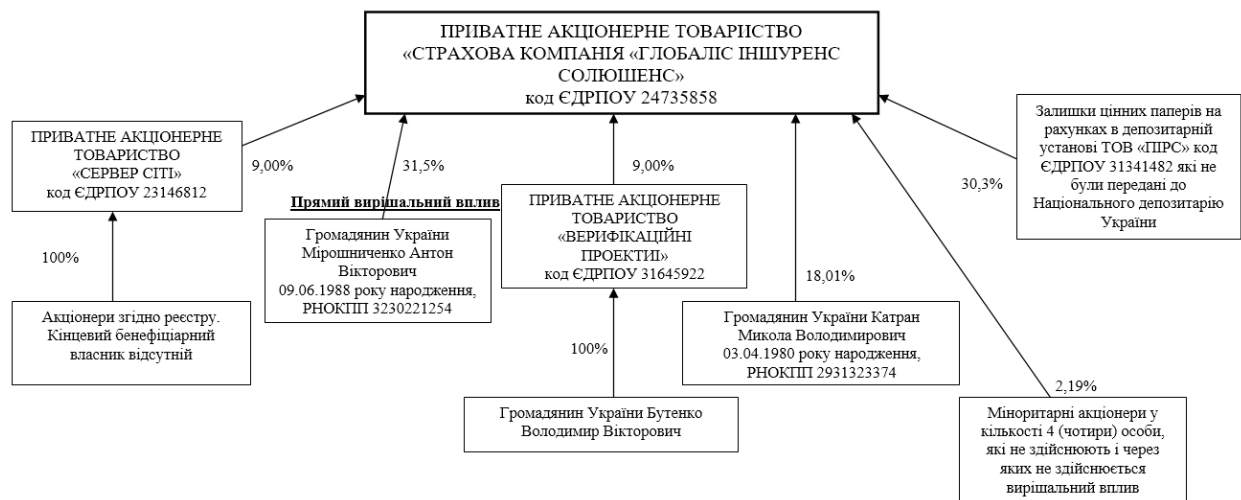 ПРИВАТНЕ АКЦІОНЕРНЕ ТОВАРИСТВО
«СТРАХОВА КОМПАНІЯ «ГЛОБАЛІС ІНШУРЕНС
СОЛЮШЕНС»
код ЄДРПОУ 24735858
ПРИВАТНЕ АКЦІОНЕРНЕ
ТОВАРИСТВО
«СЕРВЕР СІТІ»
код ЄДРПОУ 23146812
9,00%
31,5%
9,00%
30,3%
Залишки цінних паперів на
рахунках в депозитарній
установі ТОВ «ПІРС» код
ЄДРПОУ 31341482 які не
були передані до
Національного депозитарію
України
Прямий вирішальний вплив
Громадянин України
Мірошниченко Антон
Вікторович
09.06.1988 року народження,
РНОКПП 3230221254
ПРИВАТНЕ АКЦІОНЕРНЕ
ТОВАРИСТВО
«ВЕРИФІКАЦІЙНІ
ПРОЕКТИІ»
код ЄДРПОУ 31645922
100%
18,01%
Акціонери згідно реєстру.
Кінцевий бенефіціарний
власник відсутній
Громадянин України Катран
Микола Володимирович
03.04.1980 року народження,
РНОКПП 2931323374
100%
2,19%
Громадянин України Бутенко
Володимир Вікторович
Міноритарні акціонери у
кількості 4 (чотири) особи,
які не здійснюють і через
яких не здійснюється
вирішальний вплив